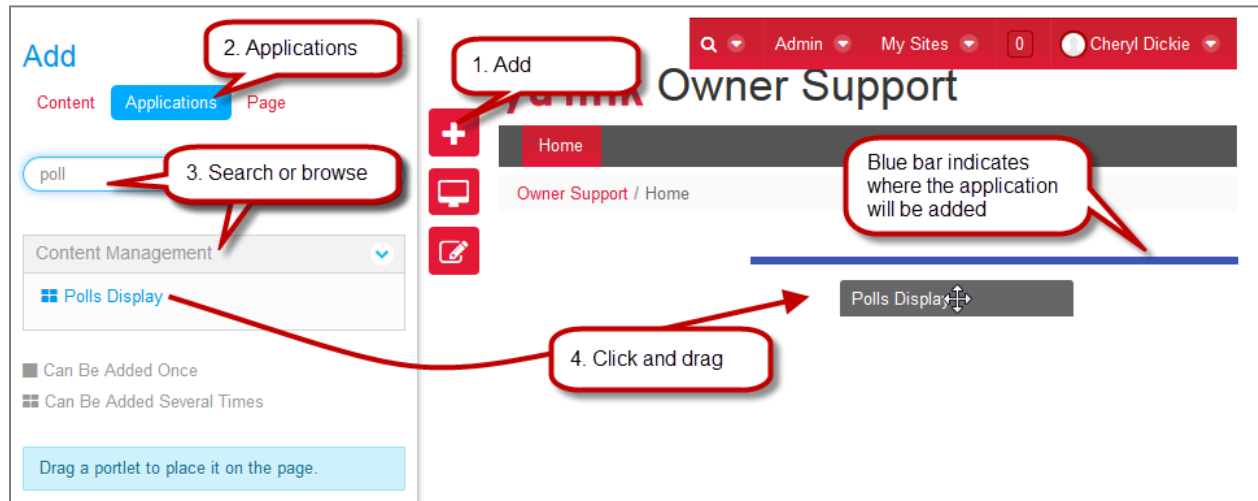 Add
2. Applications
Content Applications Page
poll
3. Search or browse
Content Management
Polls Display
Can Be Added Once
Can Be Added Several Times
Drag a portlet to place it on the page.
1. Add
Admin My Sites 0 Cheryl Dickie
Owner Support
Home
Owner Support / Home
Blue bar indicates
where the application
will be added
Polls Display
4. Click and drag